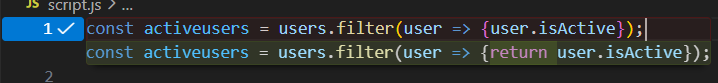 JS script.js > ...
1 const activeusers = users.filter(user => {user.isActive});
const activeusers = users.filter(user => {return user.isActive});
2